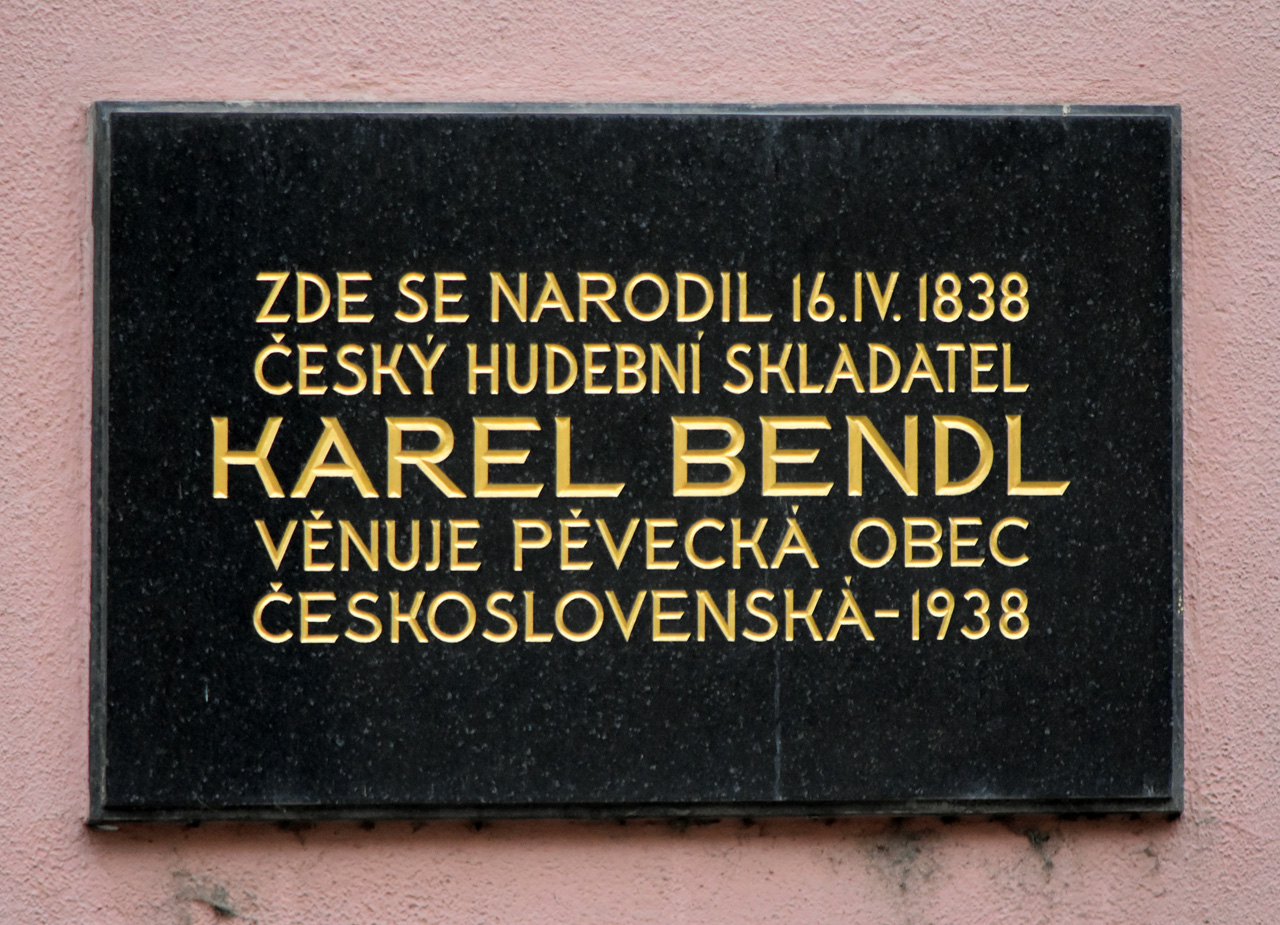 ZDE SE NARODIL 16.IV. 1838
ČESKÝ HUDEBNÍ SKLADATEL
KAREL BENDL
VĚNUJE PĚVECKÁ OBEC
ČESKOSLOVENSKÁ-1938